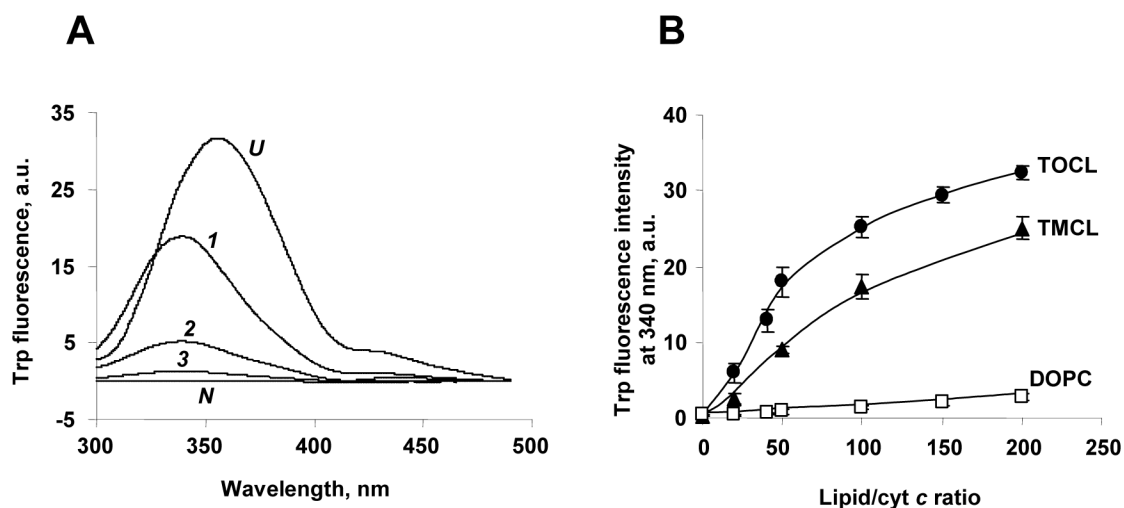 A
Trp fluorescence, a.u.
35
25
15
5
-5
U
1
2
3
N
300
350
400
450
500
Wavelength, nm
B
Trp fluorescence intensity
at 340 nm, a.u.
40
30
20
10
0
TOCL
TMCL
DOPC
0
50
100
150
200
250
Lipid/cyt c ratio